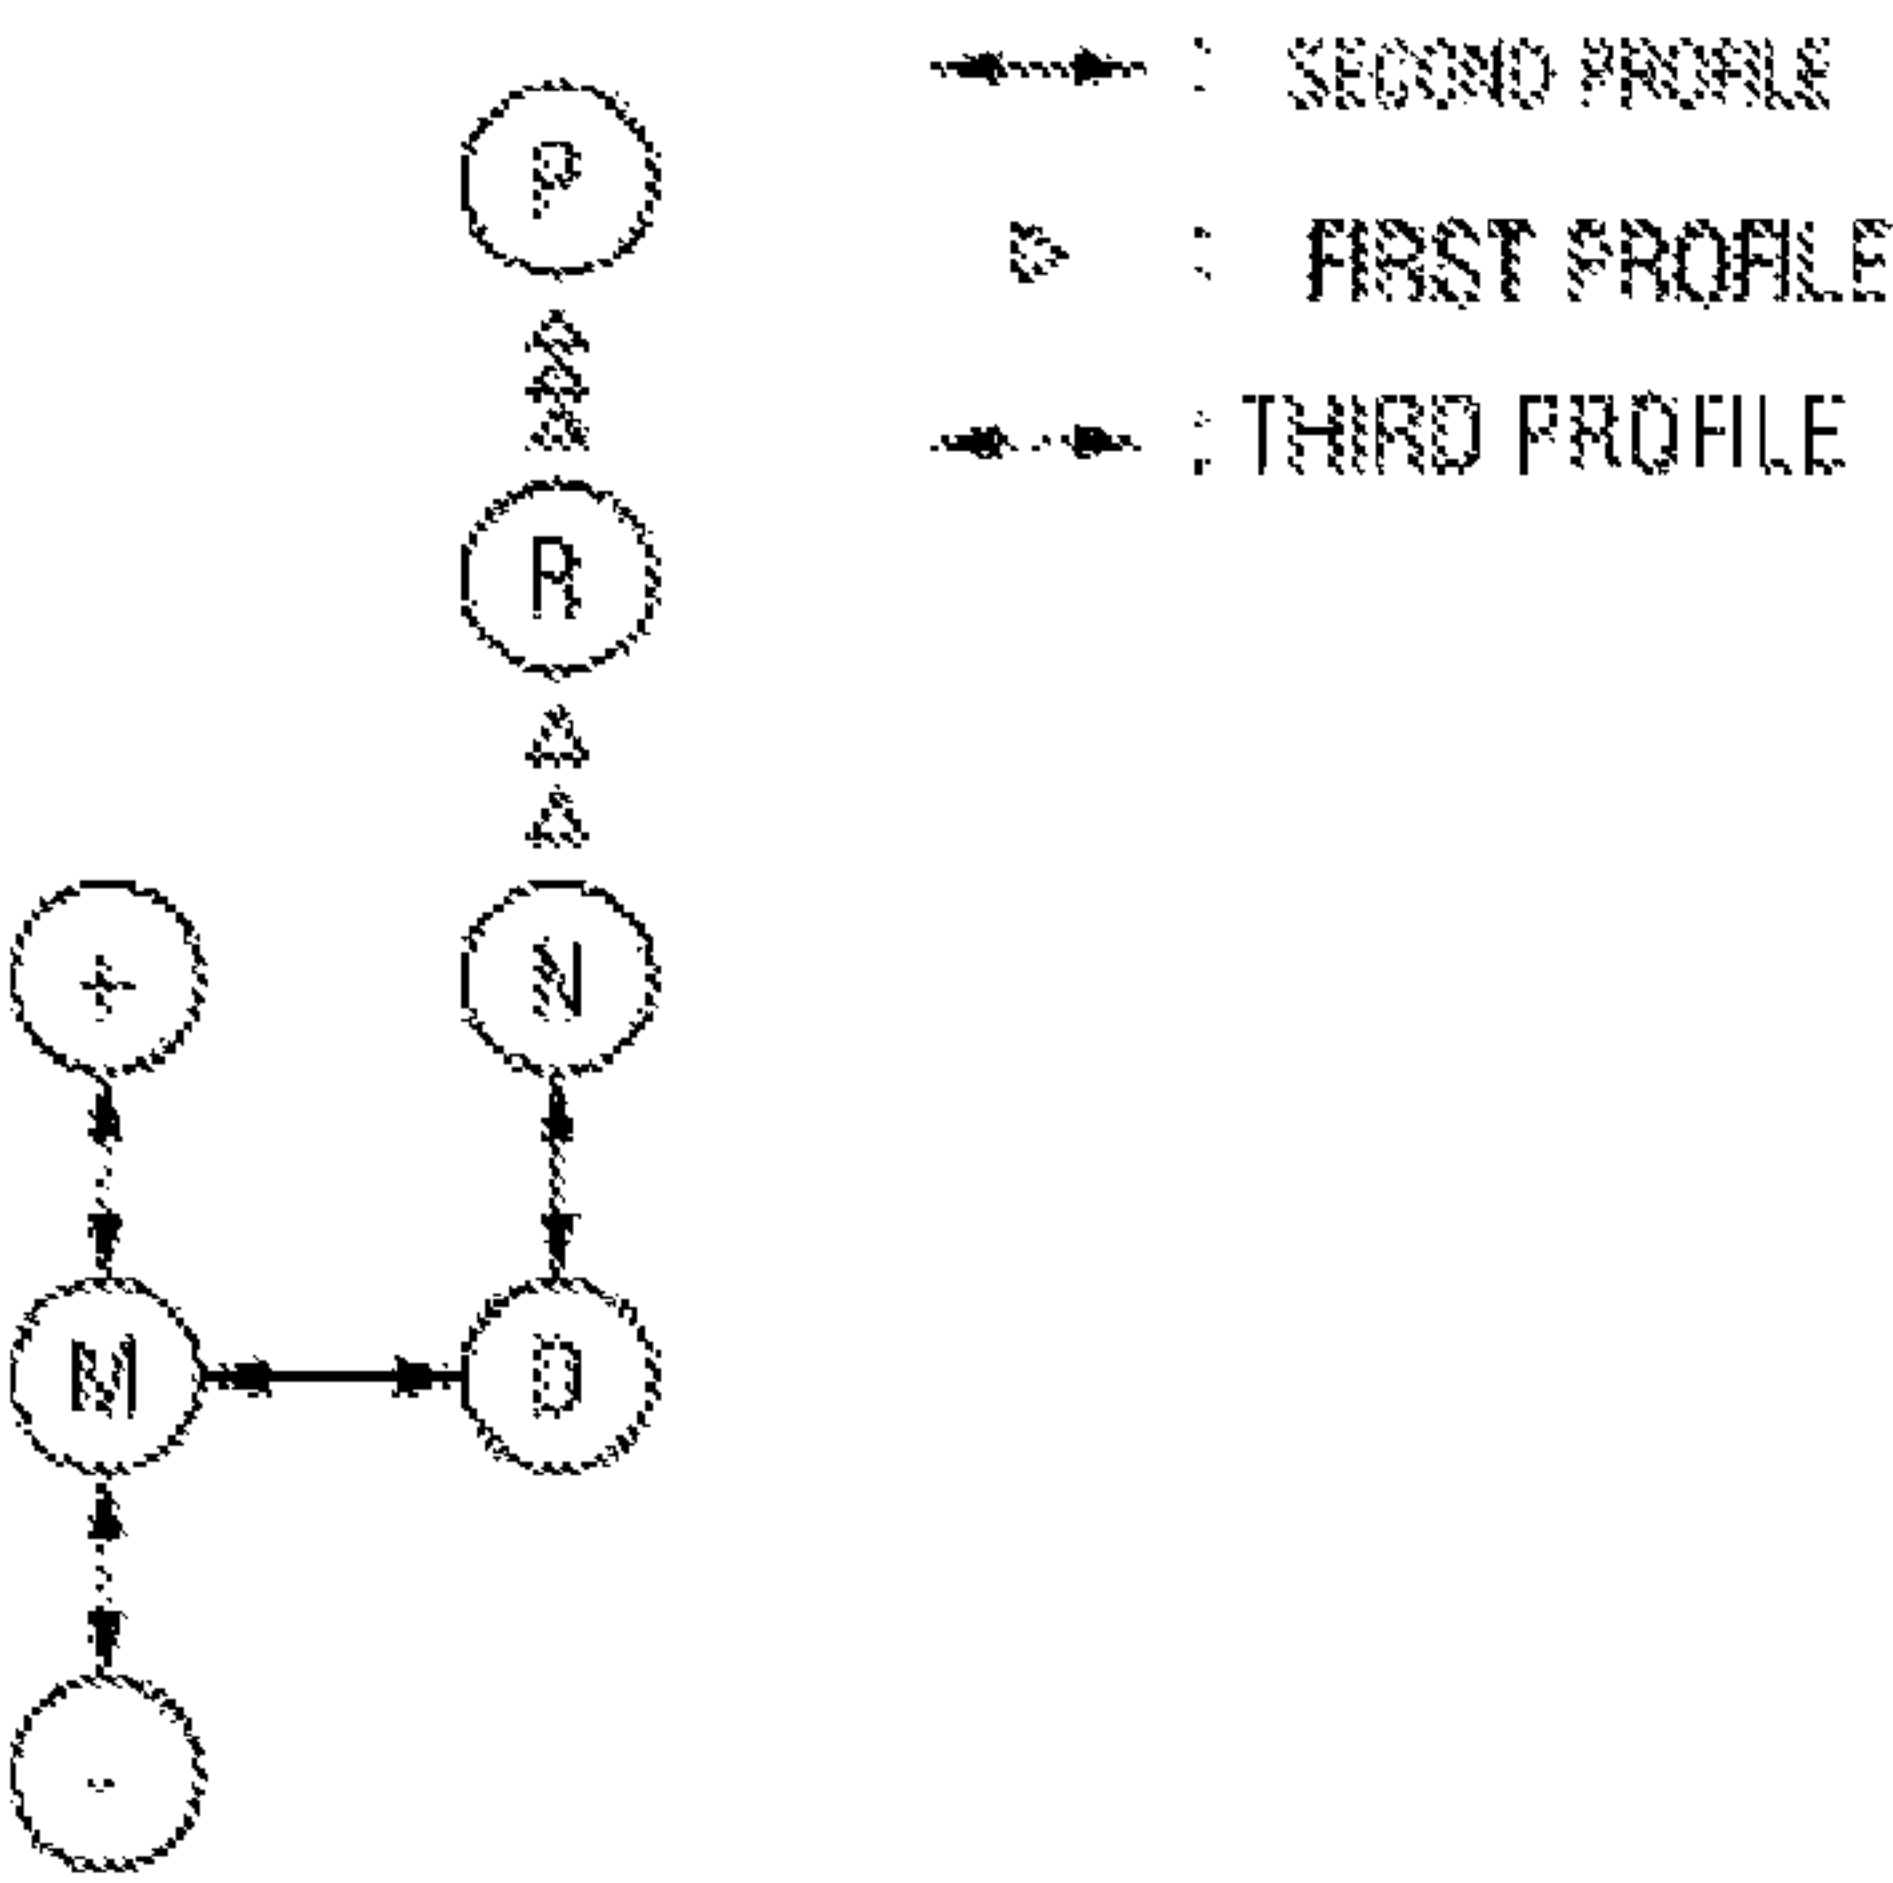 : SECOND PROFILE
P
: FIRST PROFILE
: THIRD PROFILE
R
+
N
M
D
-